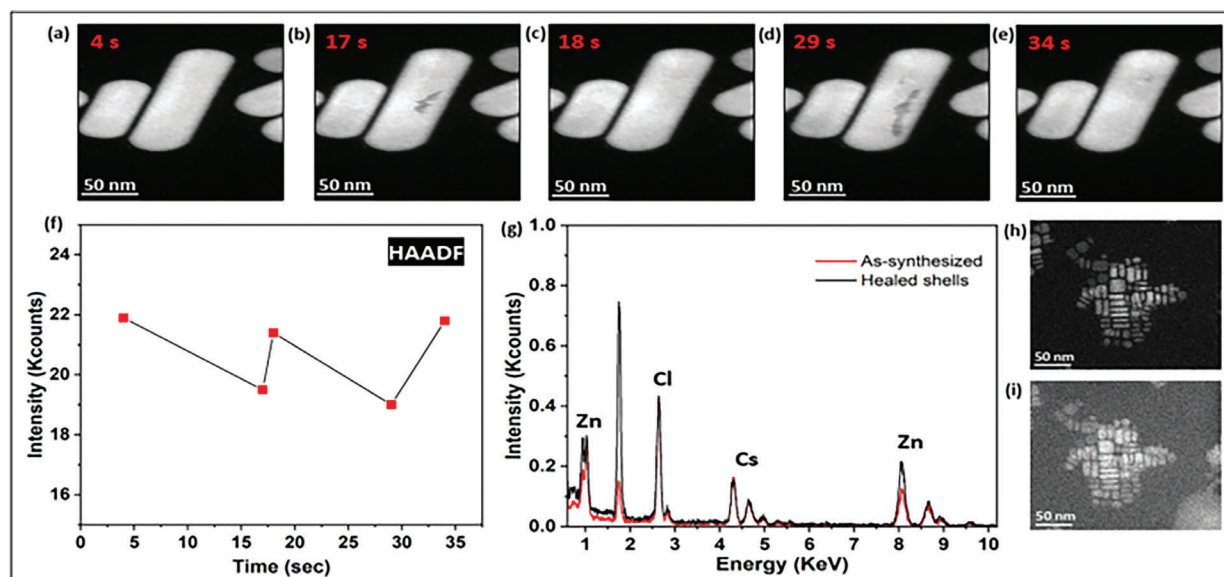 (a) 4 s
(b) 17 s
(c) 18 s
(d) 29 s
(e) 34 s
50 nm
50 nm
50 nm
50 nm
50 nm
(f)
HAADF
Intensity (Kcounts)
24
22
20
18
16
0 5 10 15 20 25 30 35
Time (sec)
(g)
As-synthesized
Healed shells
Intensity (Kcounts)
1.0
0.8
0.6
0.4
0.2
0.0
Zn
Cl
Cs
Zn
1 2 3 4 5 6 7 8 9 10
Energy (KeV)
(h)
50 nm
(i)
50 nm